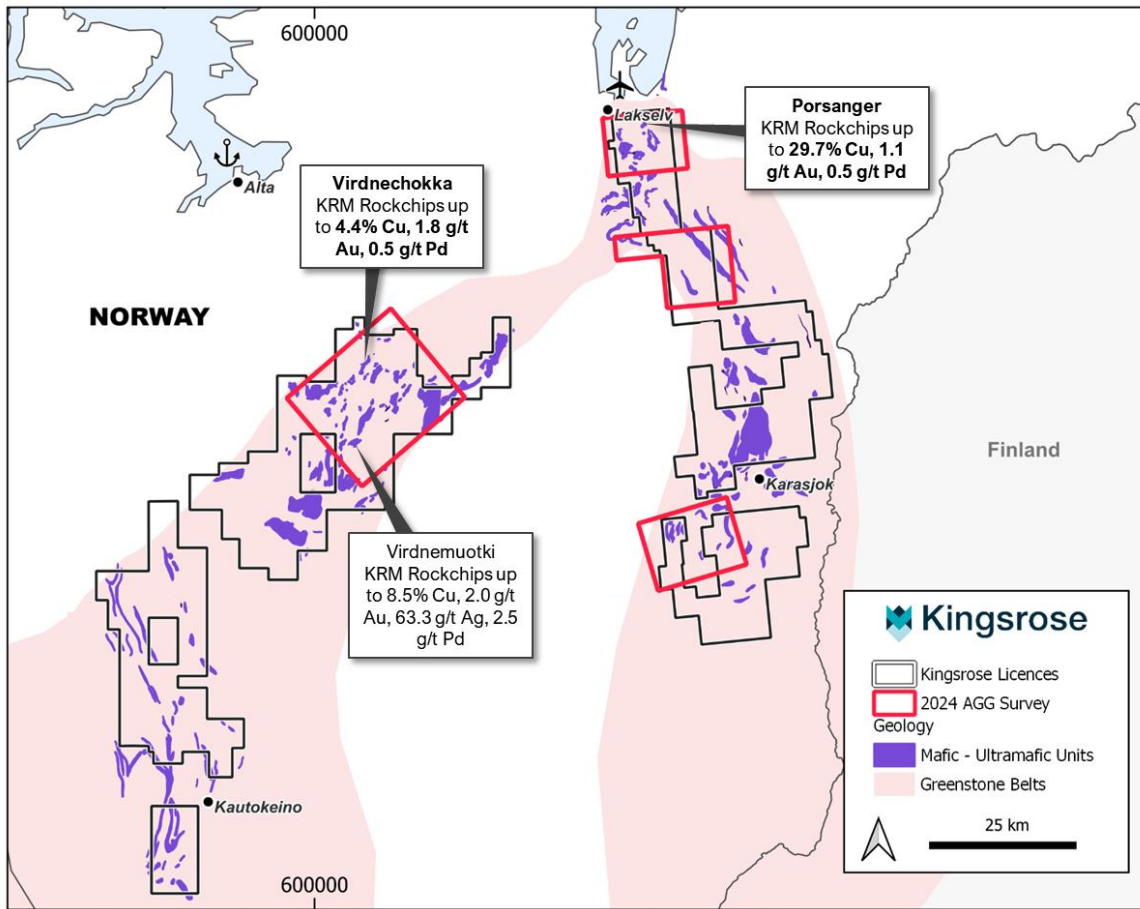 600000
Lakselv
Porsanger
KRM Rockchips up
to 29.7% Cu, 1.1
g/t Au, 0.5 g/t Pd
Alta
Virdnechokka
KRM Rockchips up
to 4.4% Cu, 1.8 g/t
Au, 0.5 g/t Pd
NORWAY
Finland
Karasjok
Virdnemuotki
KRM Rockchips up
to 8.5% Cu, 2.0 g/t
Au, 63.3 g/t Ag, 2.5
g/t Pd
Kautokeino
Kingsrose
Kingsrose Licences
2024 AGG Survey
Geology
Mafic - Ultramafic Units
Greenstone Belts
25 km
600000